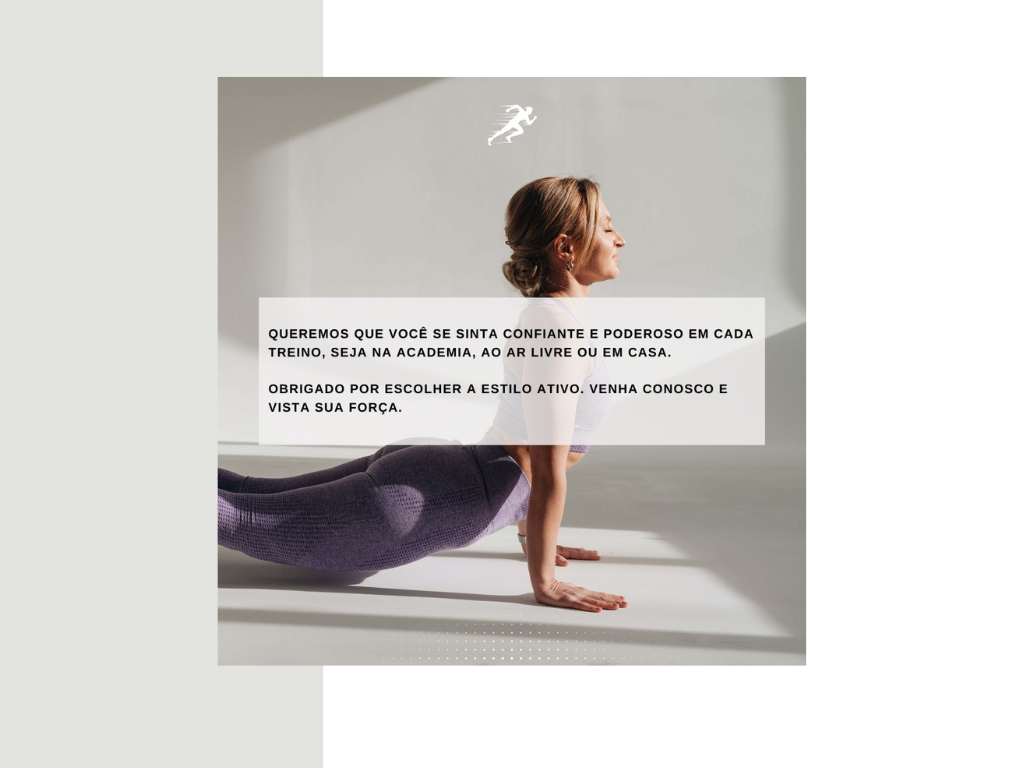 QUEREMOS QUE VOCÊ SE SINTA CONFIANTE E PODEROSO EM CADA
TREINO, SEJA NA ACADEMIA, AO AR LIVRE OU EM CASA.
OBRIGADO POR ESCOLHER A ESTILO ATIVO. VENHA CONOSCO E
VISTA SUA FORÇA.